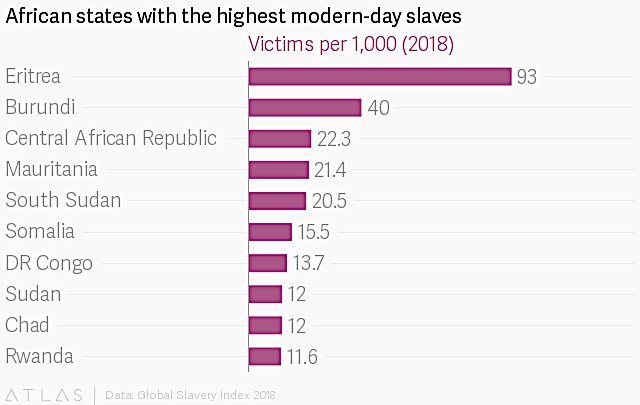 African states with the highest modern-day slaves
Victims per 1,000 (2018)
Eritrea 93
Burundi 40
Central African Republic 22.3
Mauritania 21.4
South Sudan 20.5
Somalia 15.5
DR Congo 13.7
Sudan 12
Chad 12
Rwanda 11.6
ATLAS | Data: Global Slavery Index 2018